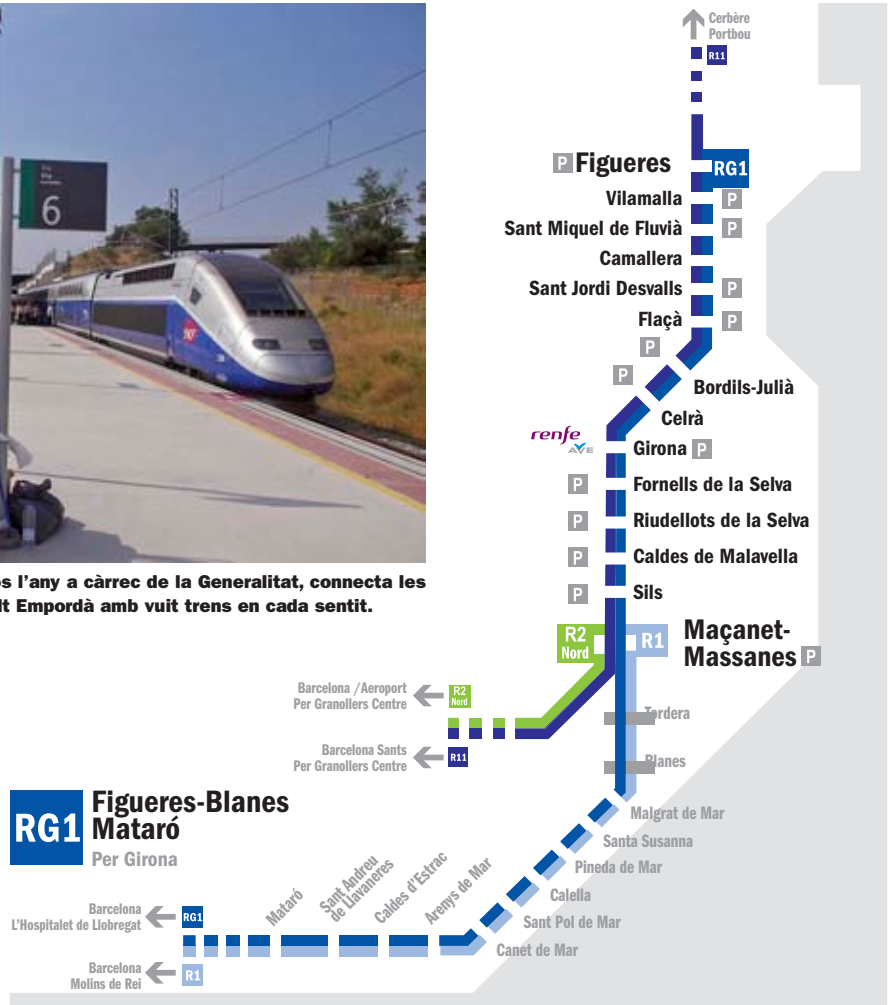 6
SNCF
s l'any a càrrec de la Generalitat, connecta les
lt Empordà amb vuit trens en cada sentit.
Cerbère
Portbou
R11
P Figueres
RG1
Vilamalla P
Sant Miquel de Fluvià P
Camallera
Sant Jordi Desvalls P
Flaçà P
P
P
Bordils-Julià
Celrà
renfe
AVE
Girona P
P Fornells de la Selva
P Riudellots de la Selva
P Caldes de Malavella
P Sils
R2
Nord
R1
Maçanet-
Massanes P
Barcelona /Aeroport
Per Granollers Centre
R2
Nord
Barcelona Sants
Per Granollers Centre
R11
Tordera
Blanes
Malgrat de Mar
Santa Susanna
Pineda de Mar
Calella
Sant Pol de Mar
Canet de Mar
Arenys de Mar
Caldes d'Estrac
Sant Andreu
de Llavaneres
Mataró
RG1
Figueres-Blanes
Mataró
Per Girona
Barcelona
L'Hospitalet de Llobregat
RG1
Barcelona
Molins de Rei
R1